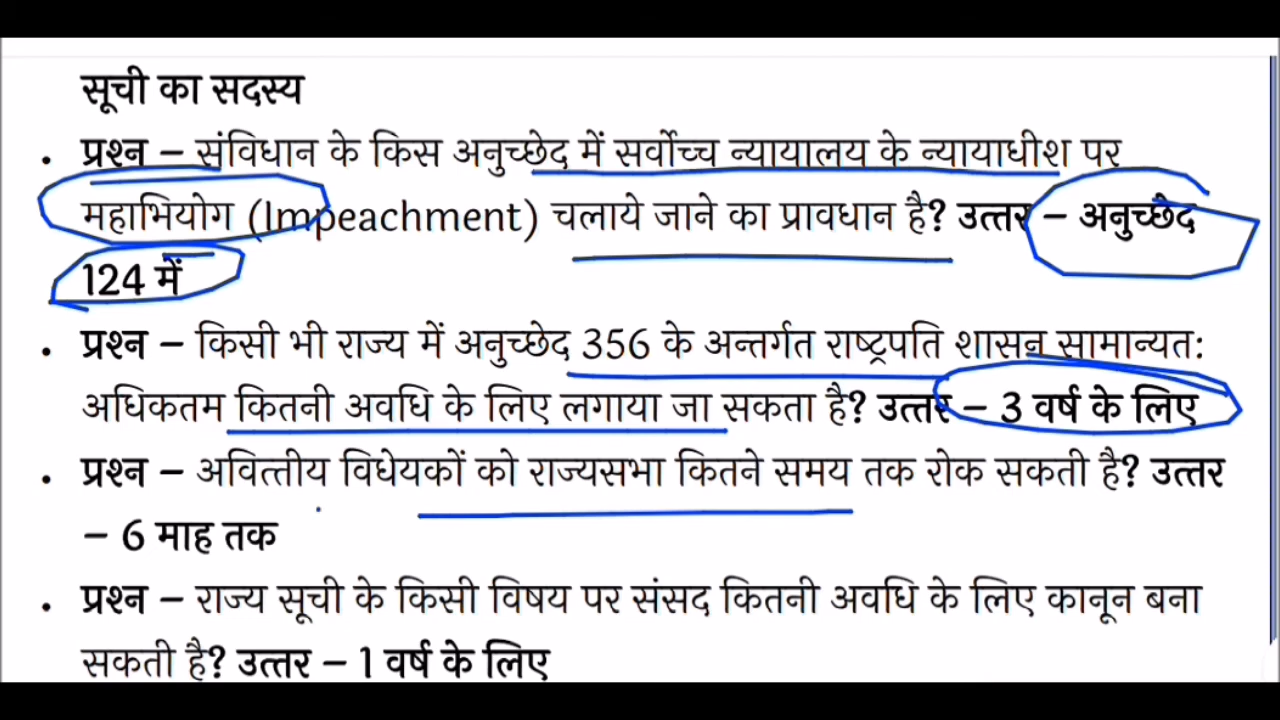 सूची का सदस्य
• प्रश्न – संविधान के किस अनुच्छेद में सर्वोच्च न्यायालय के न्यायाधीश पर
महाभियोग (Impeachment) चलाये जाने का प्रावधान है? उत्तर – अनुच्छेद
124 में
• प्रश्न – किसी भी राज्य में अनुच्छेद 356 के अन्तर्गत राष्ट्रपति शासन सामान्यत:
अधिकतम कितनी अवधि के लिए लगाया जा सकता है? उत्तर – 3 वर्ष के लिए
• प्रश्न – अवित्तीय विधेयकों को राज्यसभा कितने समय तक रोक सकती है? उत्तर
– 6 माह तक
• प्रश्न – राज्य सूची के किसी विषय पर संसद कितनी अवधि के लिए कानून बना
सकती है? उत्तर – 1 वर्ष के लिए